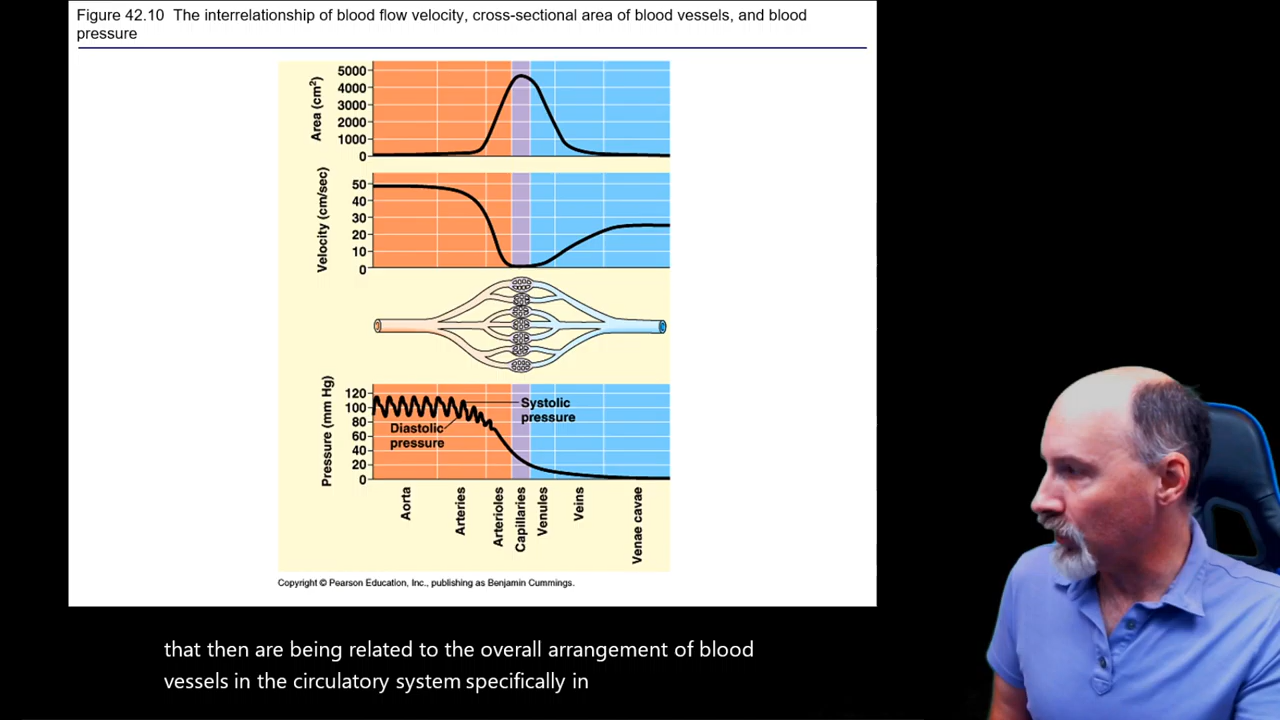 Figure 42.10 The interrelationship of blood flow velocity, cross-sectional area of blood vessels, and blood
pressure
Area (cm²)
5000
4000
3000
2000
1000
0
Velocity (cm/sec)
50
40
30
20
10
0
Pressure (mm Hg)
120
100
80
60
40
20
0
Systolic
pressure
Diastolic
pressure
Aorta
Arteries
Arterioles
Capillaries
Venules
Veins
Venae cavae
Copyright © Pearson Education, Inc., publishing as Benjamin Cummings.
that then are being related to the overall arrangement of blood
vessels in the circulatory system specifically in